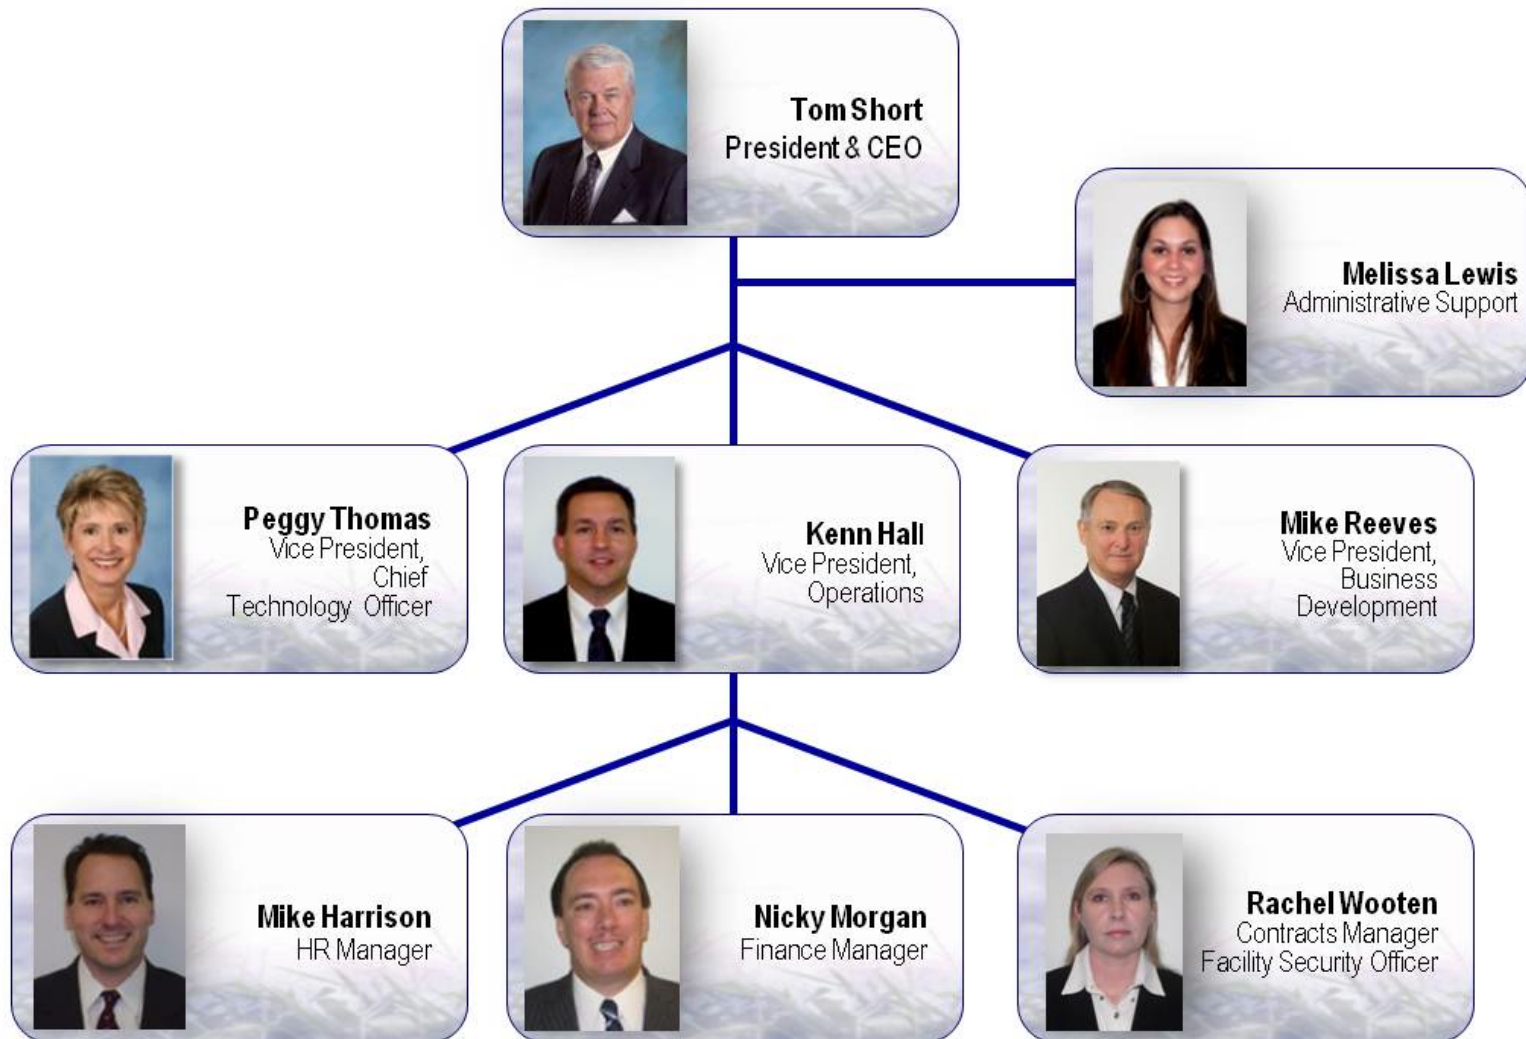 Tom Short
President & CEO
Melissa Lewis
Administrative Support
Peggy Thomas
Vice President,
Chief
Technology Officer
Kenn Hall
Vice President,
Operations
Mike Reeves
Vice President,
Business
Development
Mike Harrison
HR Manager
Nicky Morgan
Finance Manager
Rachel Wooten
Contracts Manager
Facility Security Officer